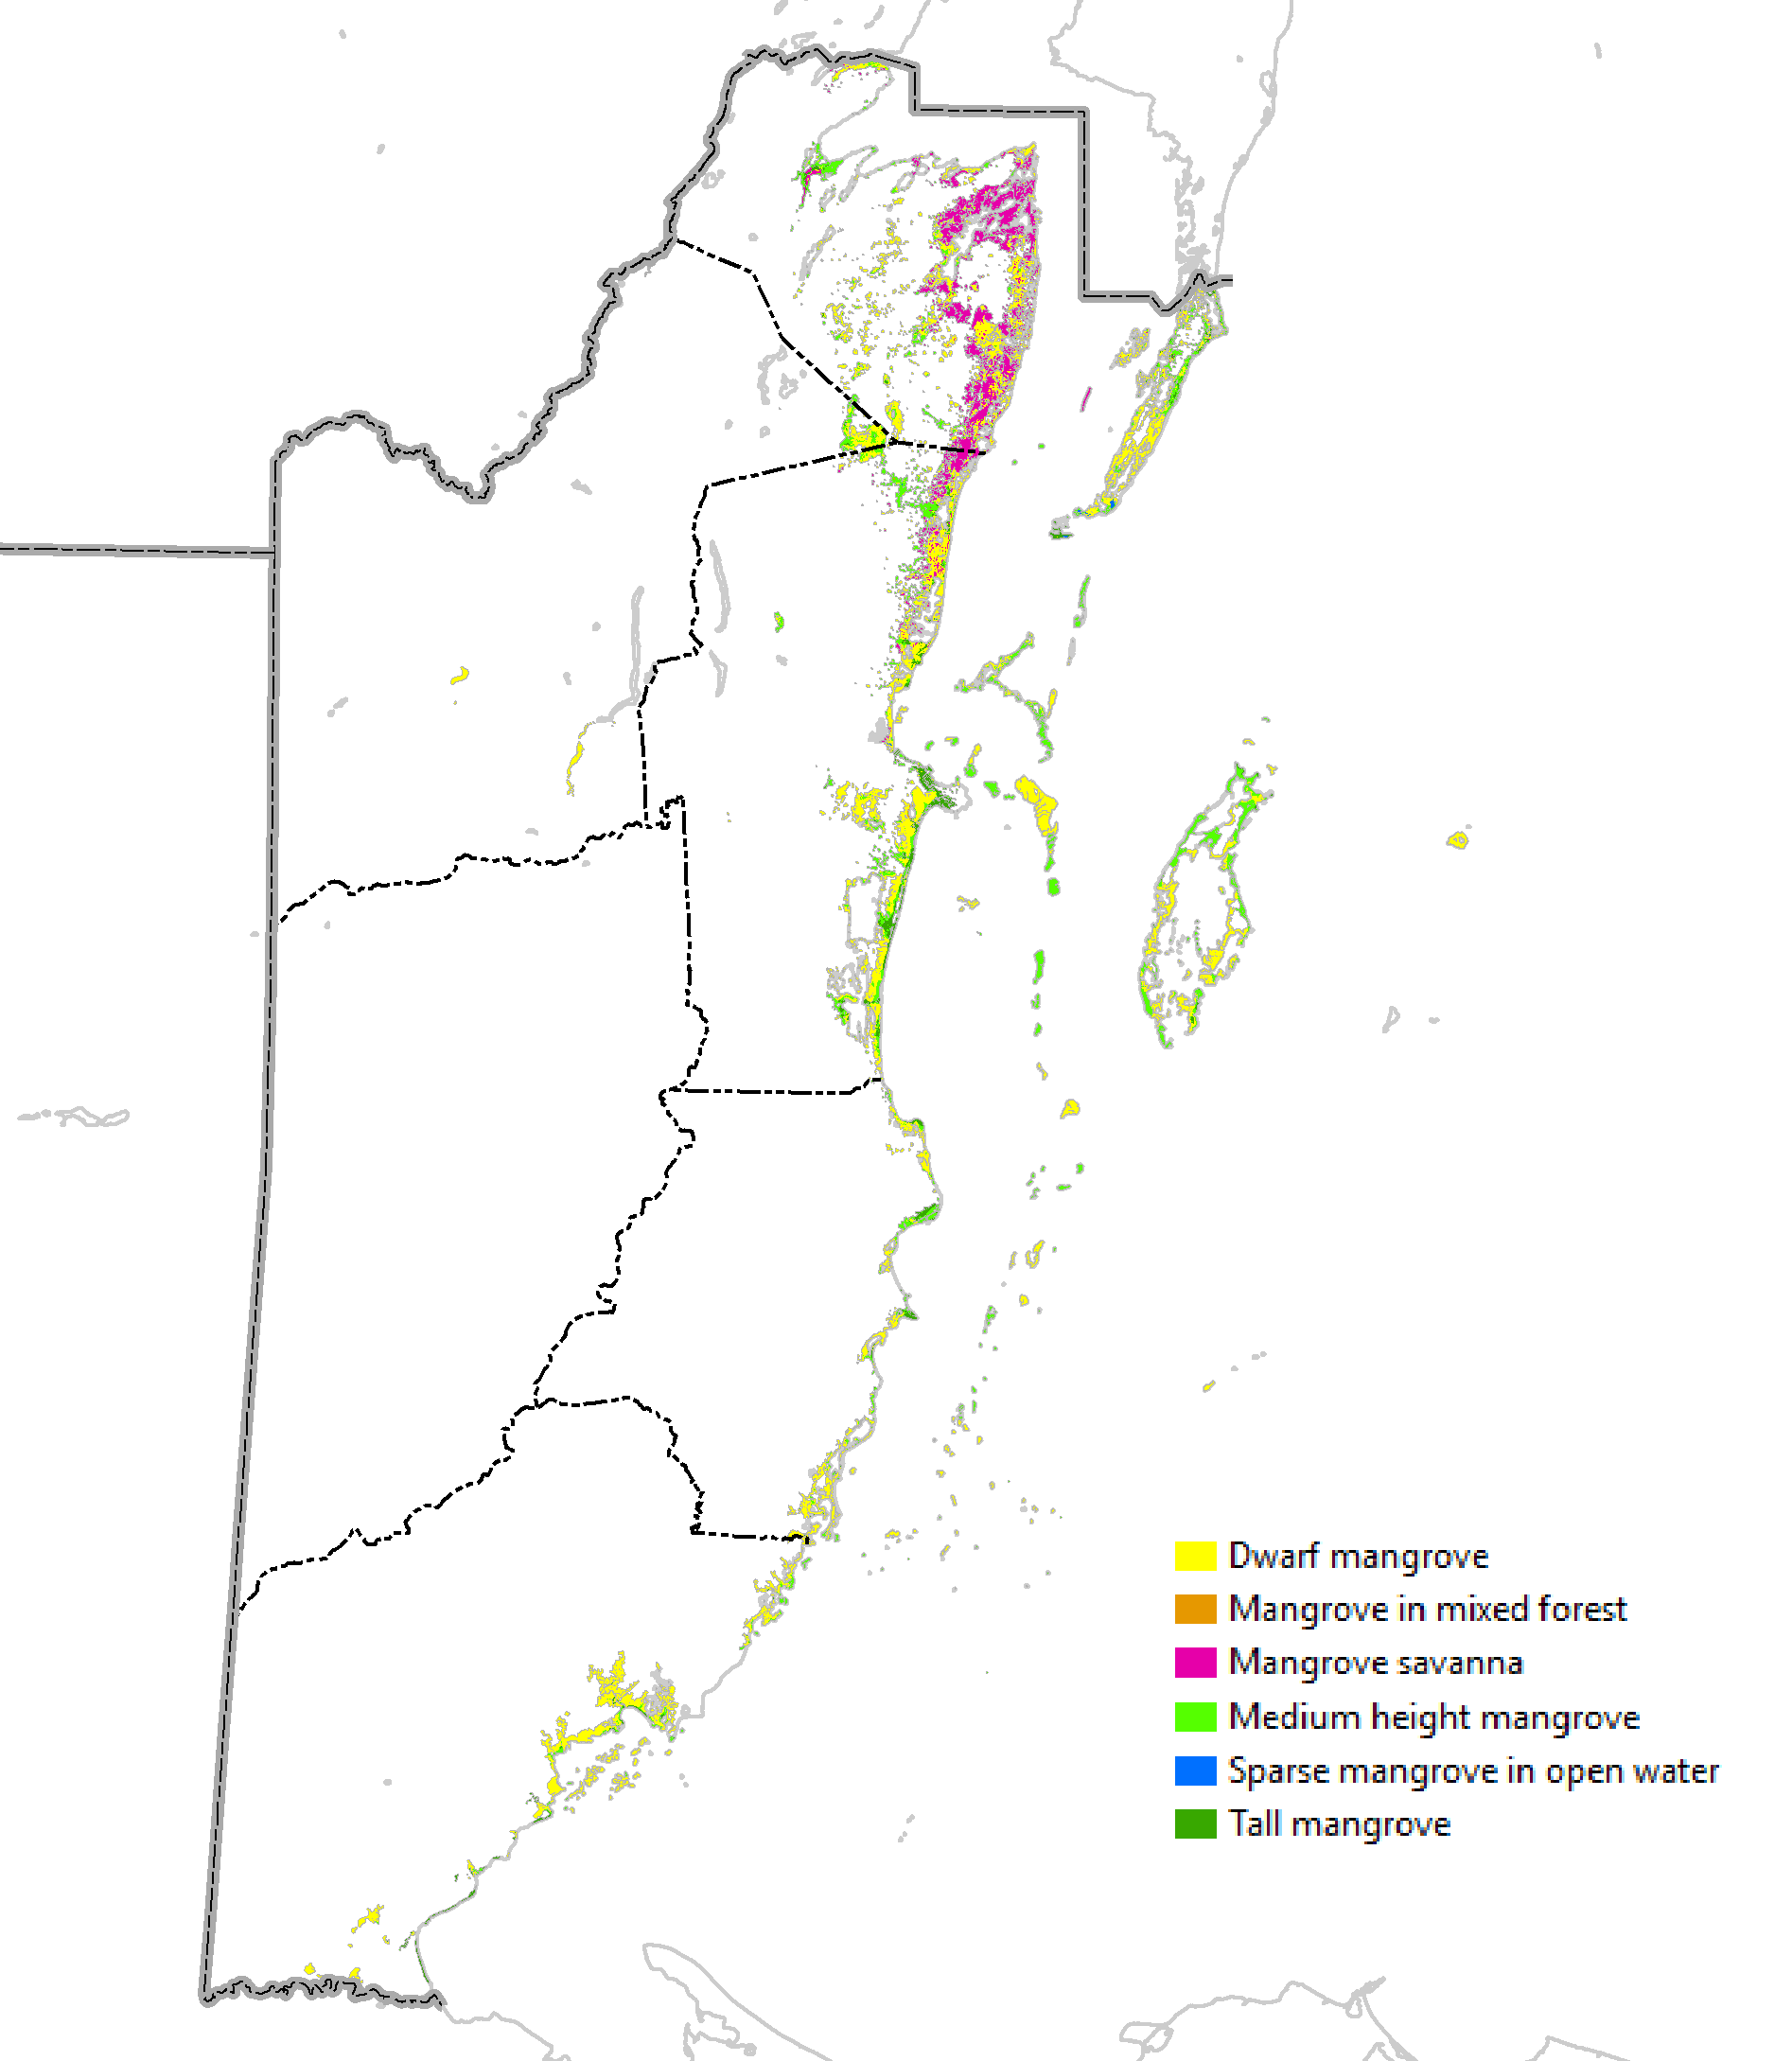 Dwarf mangrove
Mangrove in mixed forest
Mangrove savanna
Medium height mangrove
Sparse mangrove in open water
Tall mangrove